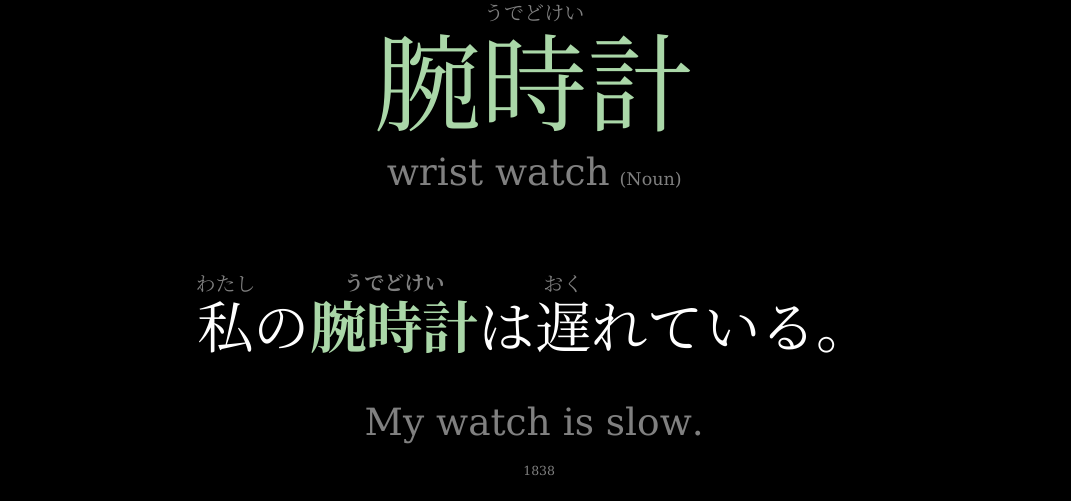 うでどけい
腕時計
wrist watch (Noun)
わたし うでどけい おく
私の腕時計は遅れている。
My watch is slow.
1838